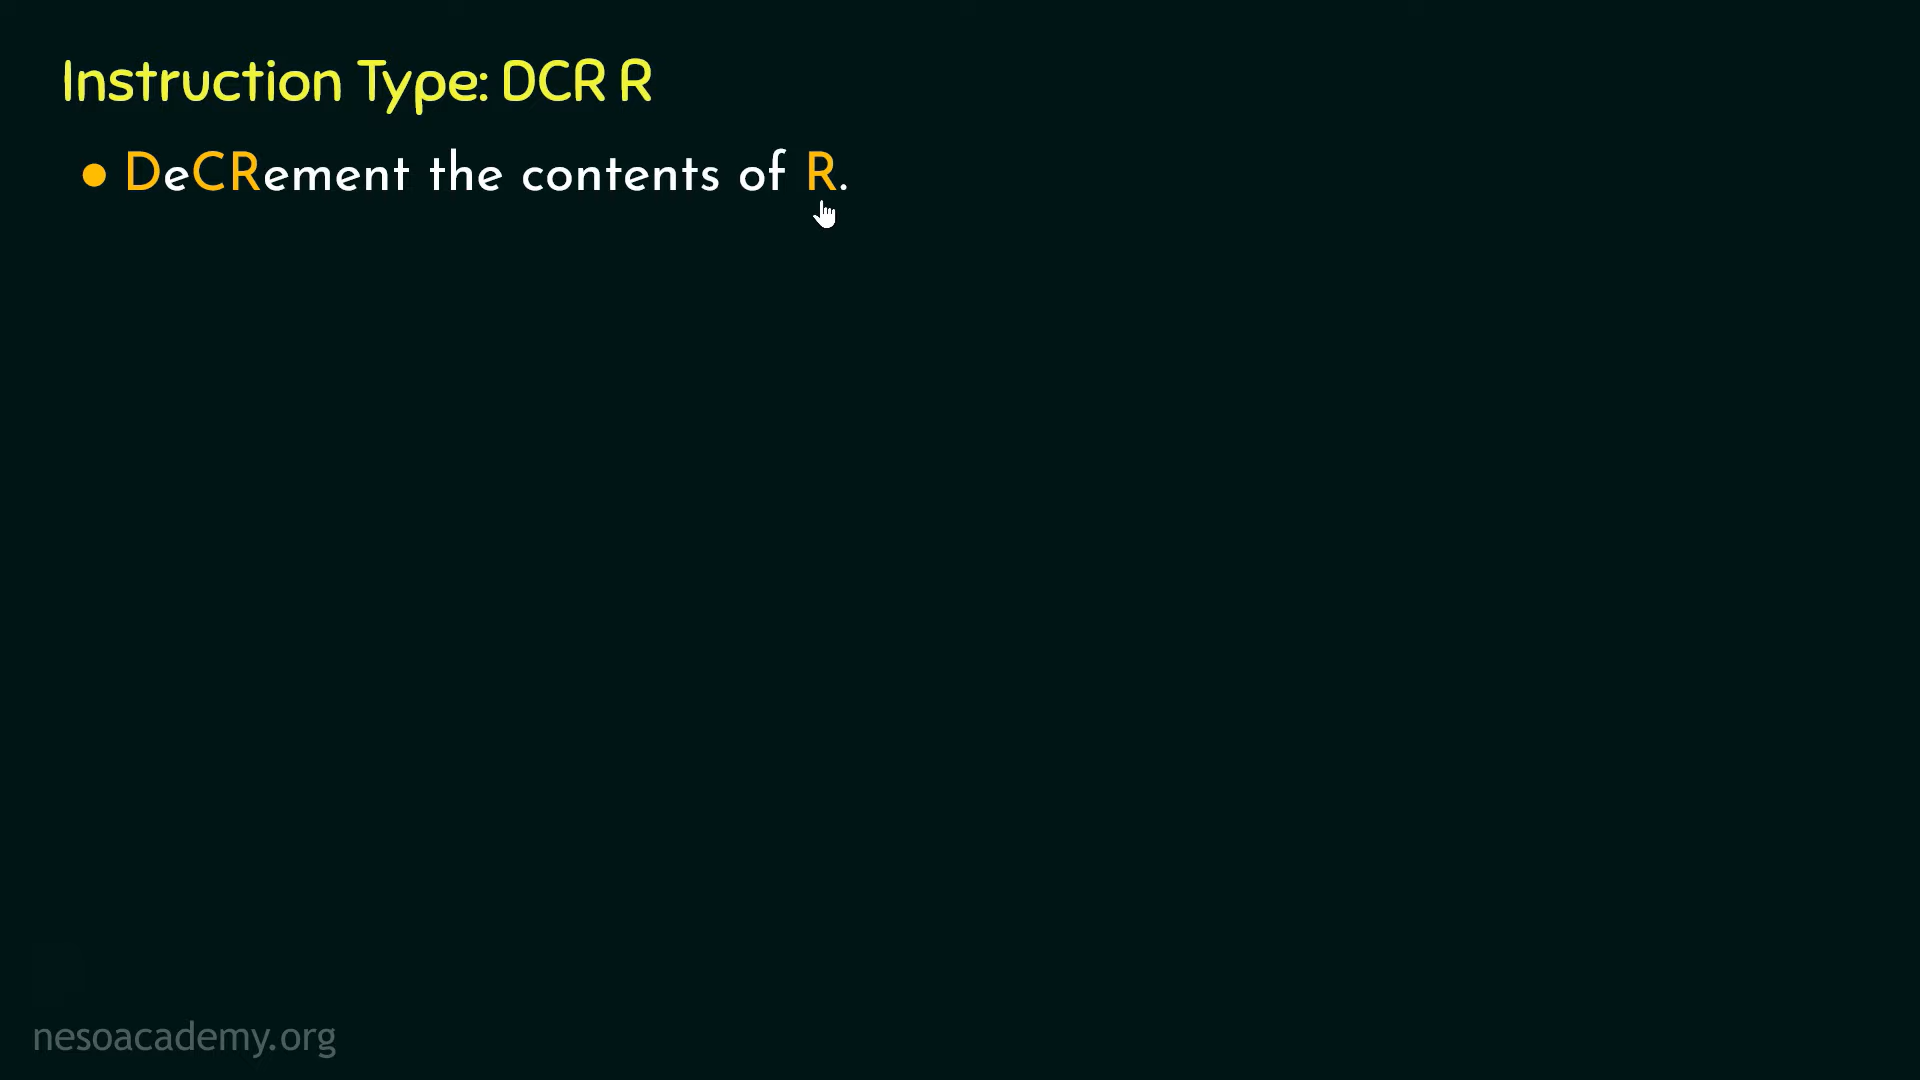 Instruction Type: DCR R
● DeCRement the contents of R.
nesoacademy.org